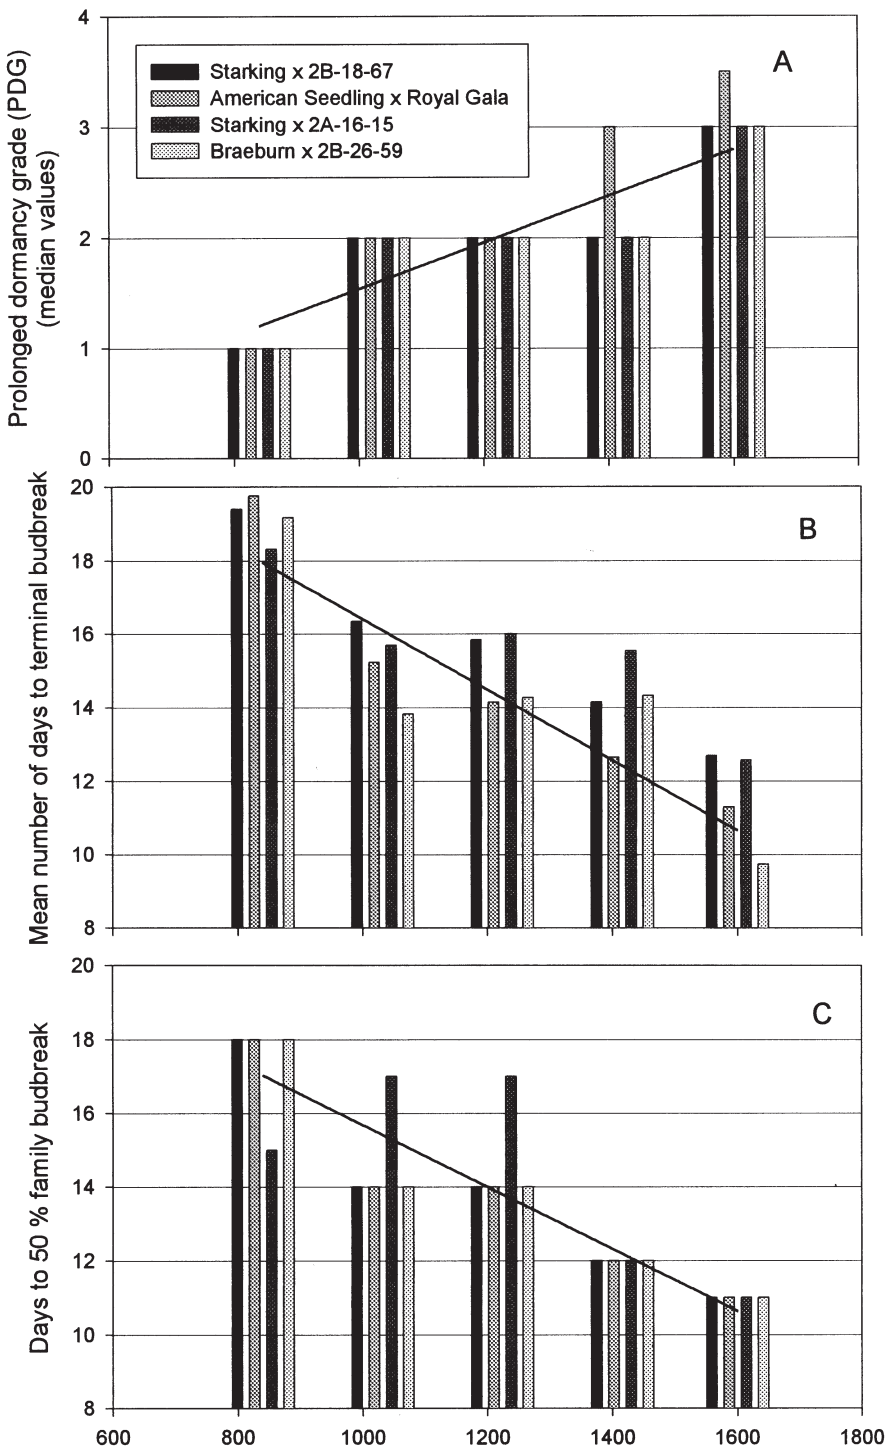 Prolonged dormancy grade (PDG)
(median values)
4
3
2
1
0
A
Starking x 2B-18-67
American Seedling x Royal Gala
Starking x 2A-16-15
Braeburn x 2B-26-59
Mean number of days to terminal budbreak
20
18
16
14
12
10
8
B
Days to 50 % family budbreak
20
18
16
14
12
10
8
C
600 800 1000 1200 1400 1600 1800